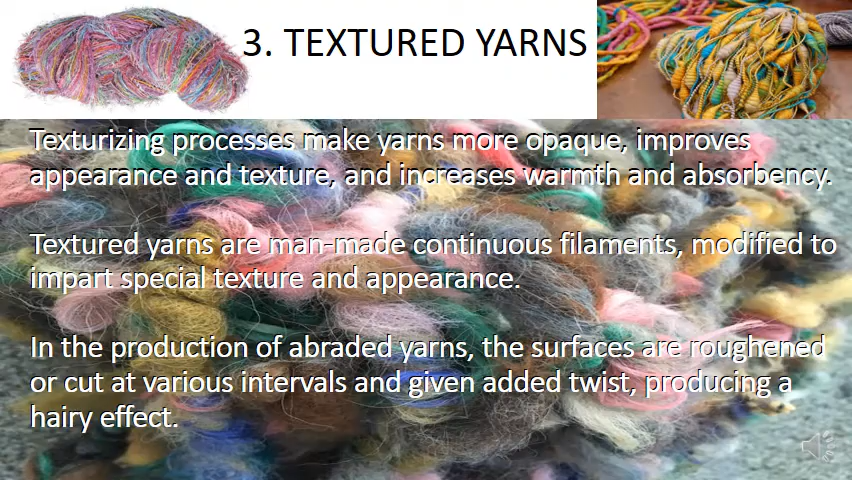 3. TEXTURED YARNS
Texturizing processes make yarns more opaque, improves
appearance and texture, and increases warmth and absorbency.
Textured yarns are man-made continuous filaments, modified to
impart special texture and appearance.
In the production of abraded yarns, the surfaces are roughened
or cut at various intervals and given added twist, producing a
hairy effect.